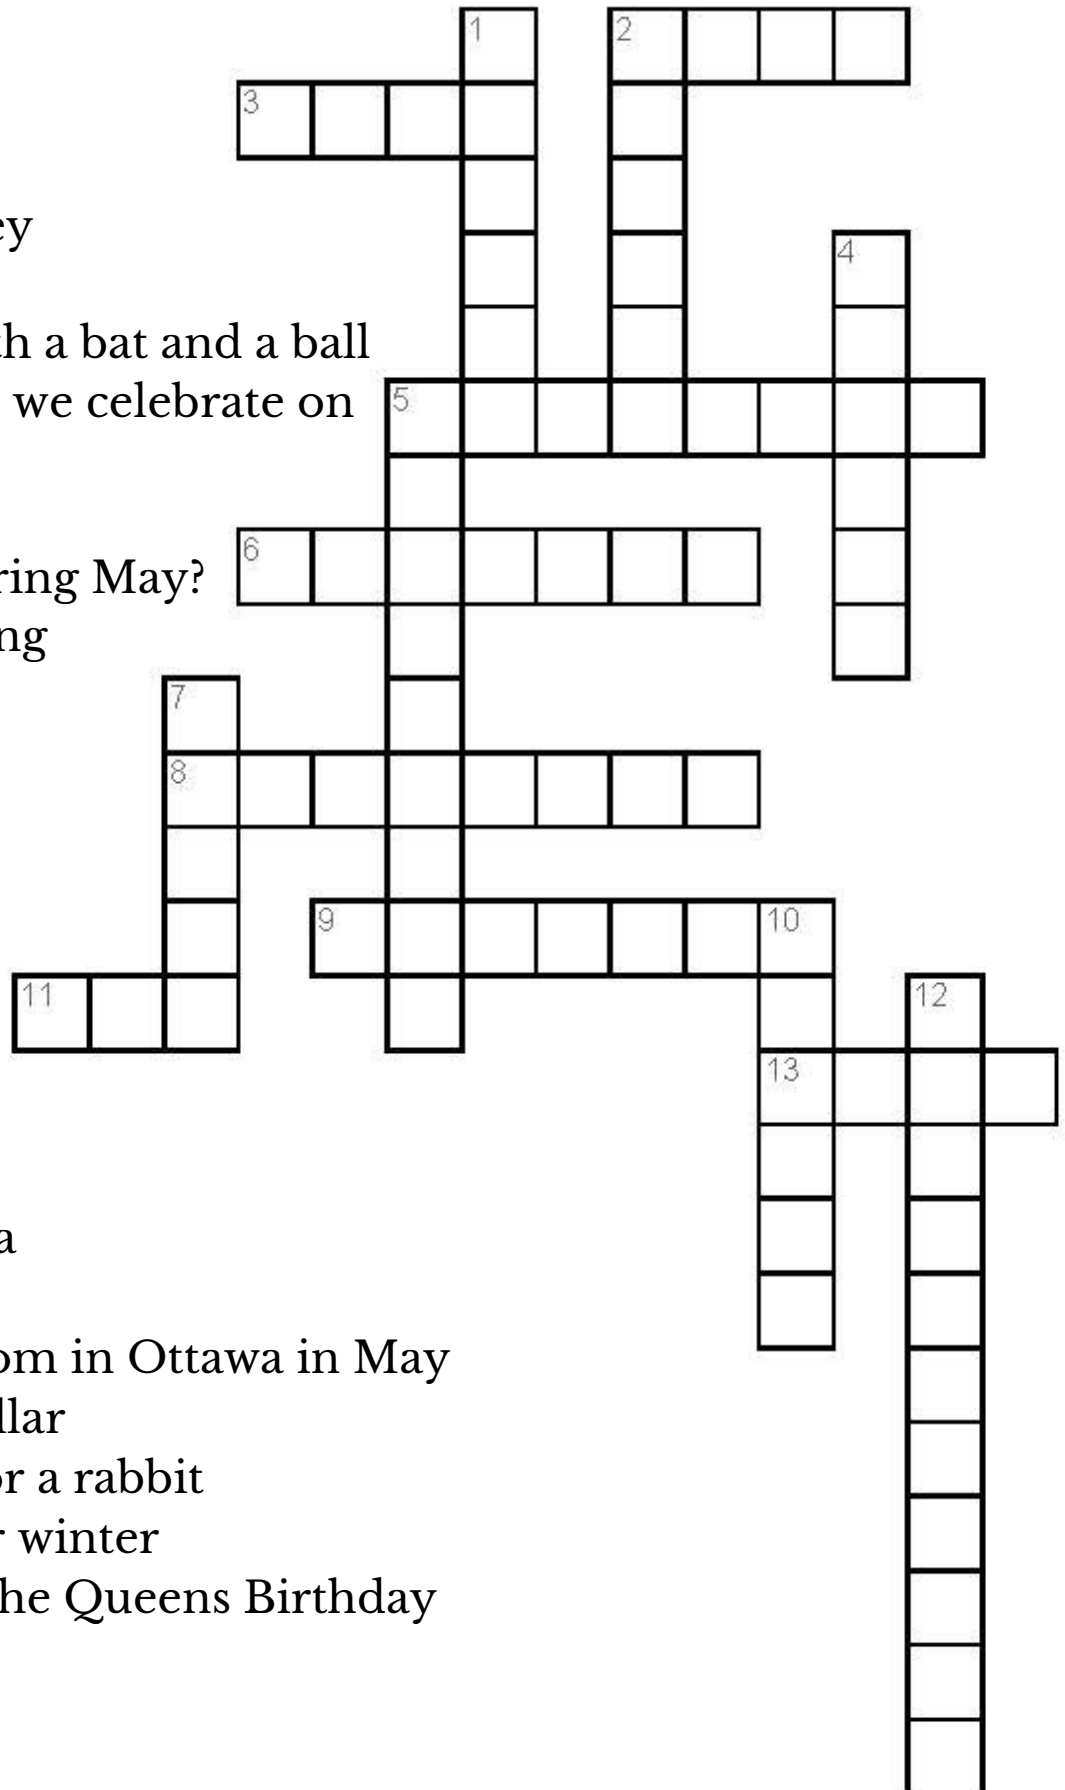 1 2
3
ey
4
th a bat and a ball
we celebrate on
5
6
ring May?
ng
7
8
9 10
11 12
13
a
om in Ottawa in May
llar
or a rabbit
r winter
he Queens Birthday